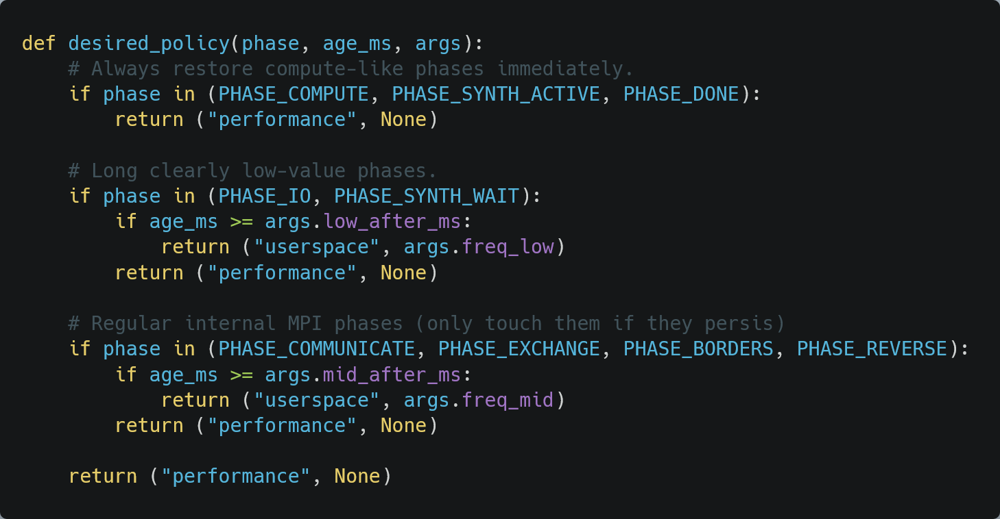 def desired_policy(phase, age_ms, args):
    # Always restore compute-like phases immediately.
    if phase in (PHASE_COMPUTE, PHASE_SYNTH_ACTIVE, PHASE_DONE):
        return ("performance", None)

    # Long clearly low-value phases.
    if phase in (PHASE_IO, PHASE_SYNTH_WAIT):
        if age_ms >= args.low_after_ms:
            return ("userspace", args.freq_low)
        return ("performance", None)

    # Regular internal MPI phases (only touch them if they persis)
    if phase in (PHASE_COMMUNICATE, PHASE_EXCHANGE, PHASE_BORDERS, PHASE_REVERSE):
        if age_ms >= args.mid_after_ms:
            return ("userspace", args.freq_mid)
        return ("performance", None)

    return ("performance", None)